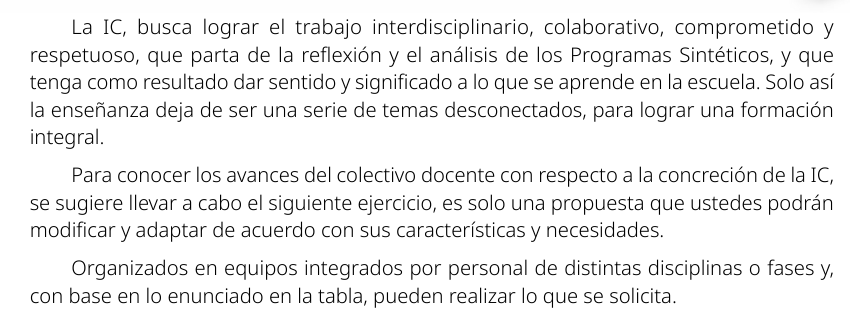 La IC, busca lograr el trabajo interdisciplinario, colaborativo, comprometido y
respetuoso, que parta de la reflexión y el análisis de los Programas Sintéticos, y que
tenga como resultado dar sentido y significado a lo que se aprende en la escuela. Solo así
la enseñanza deja de ser una serie de temas desconectados, para lograr una formación
integral.
Para conocer los avances del colectivo docente con respecto a la concreción de la IC,
se sugiere llevar a cabo el siguiente ejercicio, es solo una propuesta que ustedes podrán
modificar y adaptar de acuerdo con sus características y necesidades.
Organizados en equipos integrados por personal de distintas disciplinas o fases y,
con base en lo enunciado en la tabla, pueden realizar lo que se solicita.